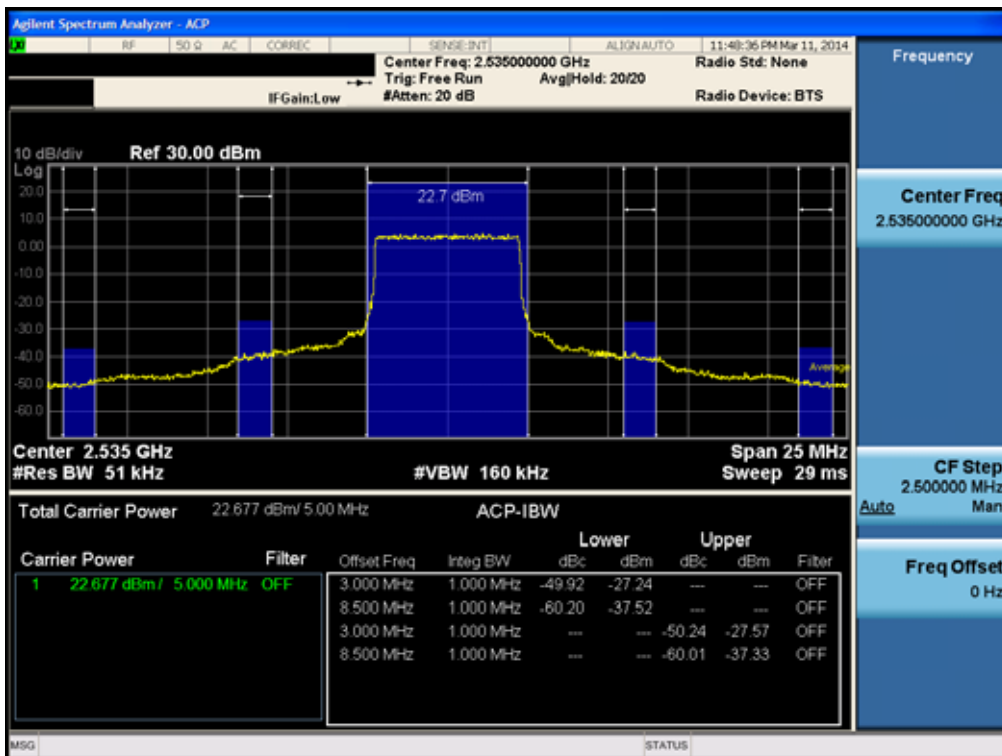 Agilent Spectrum Analyzer - ACP
LXI RF 50 Ω AC CORREC SENSE:INT ALIGN AUTO 11:48:36 PM Mar 11, 2014
Center Freq: 2.535000000 GHz Radio Std: None
Trig: Free Run Avg|Hold: 20/20
IFGain:Low #Atten: 20 dB Radio Device: BTS
10 dB/div Ref 30.00 dBm
Log
20.0
10.0
0.00
-10.0
-20.0
-30.0
-40.0
-50.0
-60.0
22.7 dBm
Average
Center 2.535 GHz Span 25 MHz
#Res BW 51 kHz #VBW 160 kHz Sweep 29 ms
Total Carrier Power 22.677 dBm/ 5.00 MHz ACP-IBW
Lower Upper
Carrier Power Filter Offset Freq Integ BW dBc dBm dBc dBm Filter
1 22.677 dBm / 5.000 MHz OFF 3.000 MHz 1.000 MHz -49.92 -27.24 --- --- OFF
8.500 MHz 1.000 MHz -60.20 -37.52 --- --- OFF
3.000 MHz 1.000 MHz --- --- -50.24 -27.57 OFF
8.500 MHz 1.000 MHz --- --- -60.01 -37.33 OFF
MSG STATUS
Frequency
Center Freq
2.535000000 GHz
CF Step
2.500000 MHz
Auto Man
Freq Offset
0 Hz